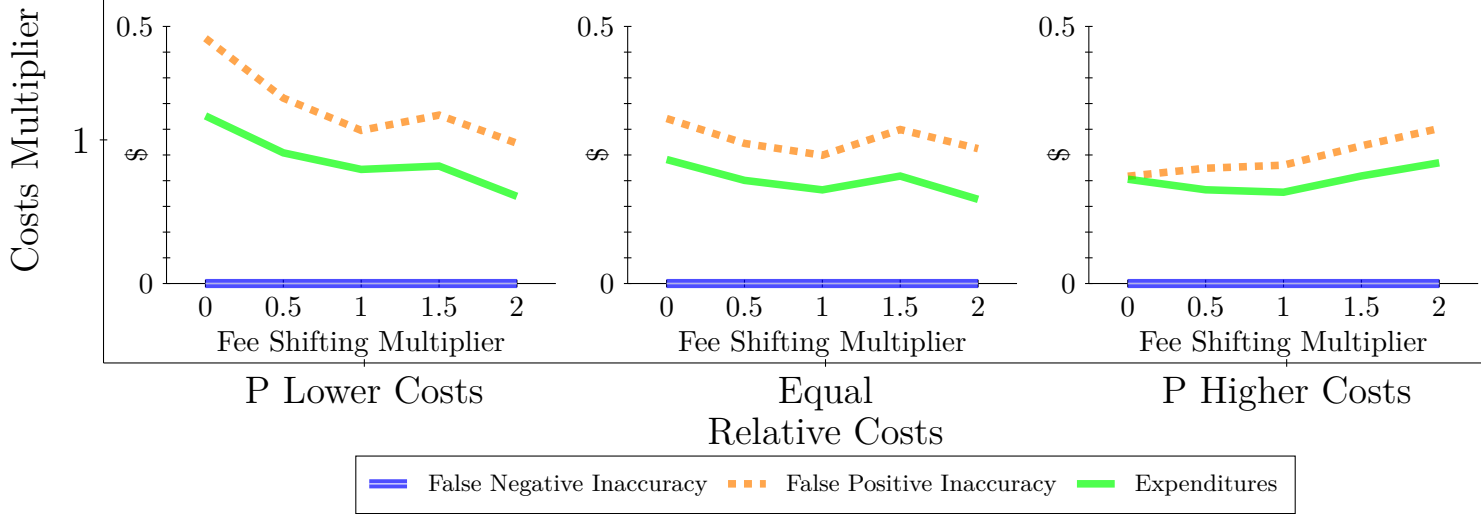 Costs Multiplier
1
0.5
$
0
0 0.5 1 1.5 2
Fee Shifting Multiplier
0.5
$
0
0 0.5 1 1.5 2
Fee Shifting Multiplier
0.5
$
0
0 0.5 1 1.5 2
Fee Shifting Multiplier
P Lower Costs
Equal
P Higher Costs
Relative Costs
False Negative Inaccuracy
False Positive Inaccuracy
Expenditures